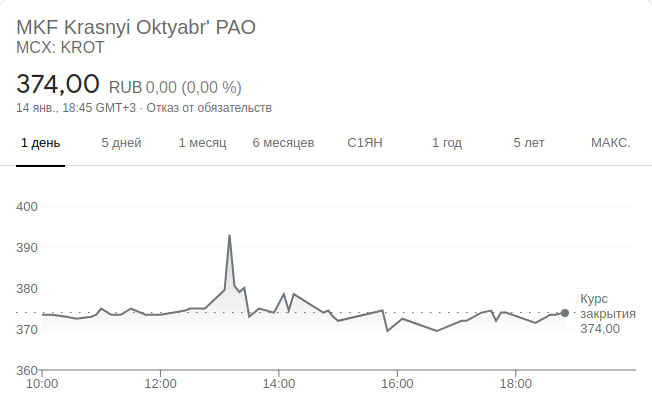 MKF Krasnyi Oktyabr' PAO
MCX: KROT
374,00 RUB 0,00 (0,00 %)
14 янв., 18:45 GMT+3 · Отказ от обязательств
1 день 5 дней 1 месяц 6 месяцев С1ЯН 1 год 5 лет МАКС.
400
390
380
370
360
Курс
закрытия
374,00
10:00 12:00 14:00 16:00 18:00